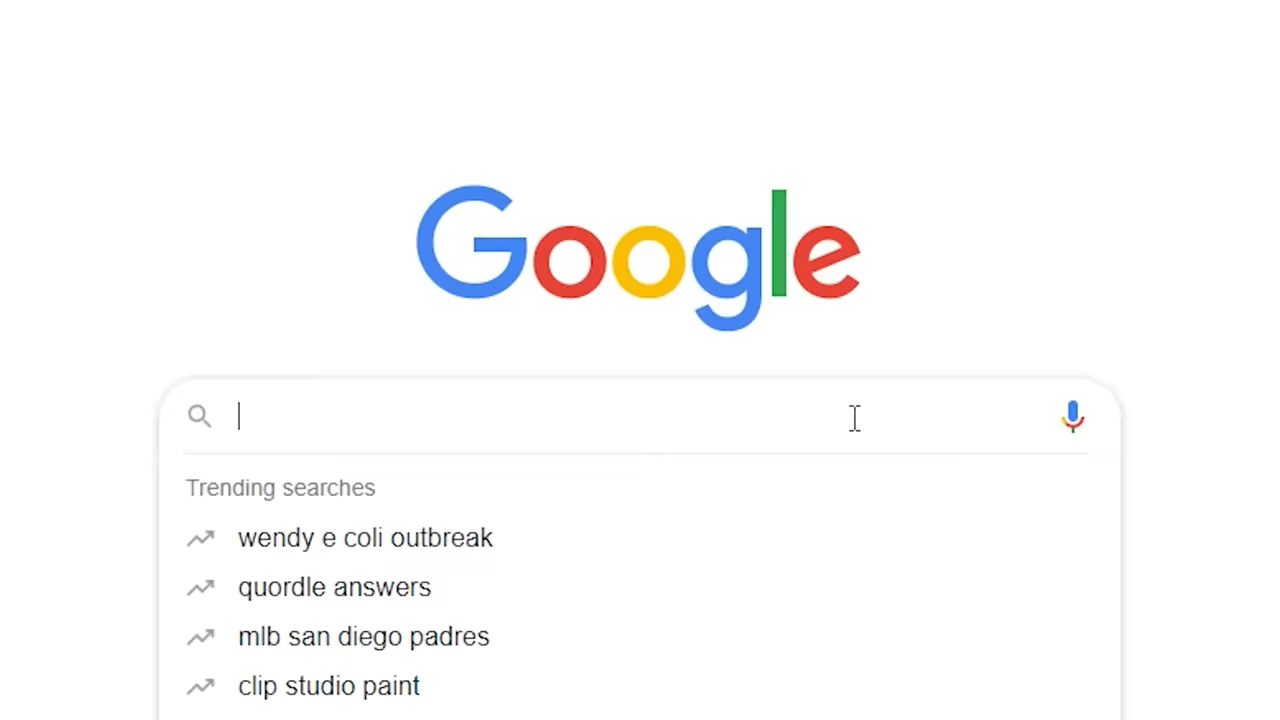 Google
Trending searches
wendy e coli outbreak
quordle answers
mlb san diego padres
clip studio paint